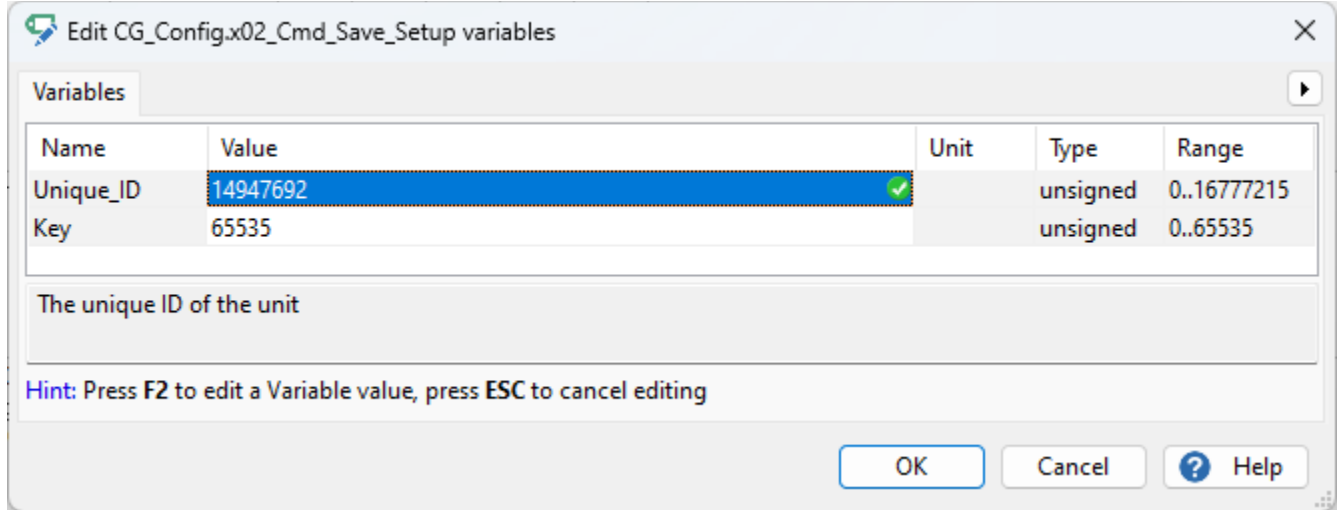 Edit CG_Config.x02_Cmd_Save_Setup variables
Variables
Name Value Unit Type Range
Unique_ID 14947692 unsigned 0..16777215
Key 65535 unsigned 0..65535
The unique ID of the unit
Hint: Press F2 to edit a Variable value, press ESC to cancel editing
OK Cancel ? Help